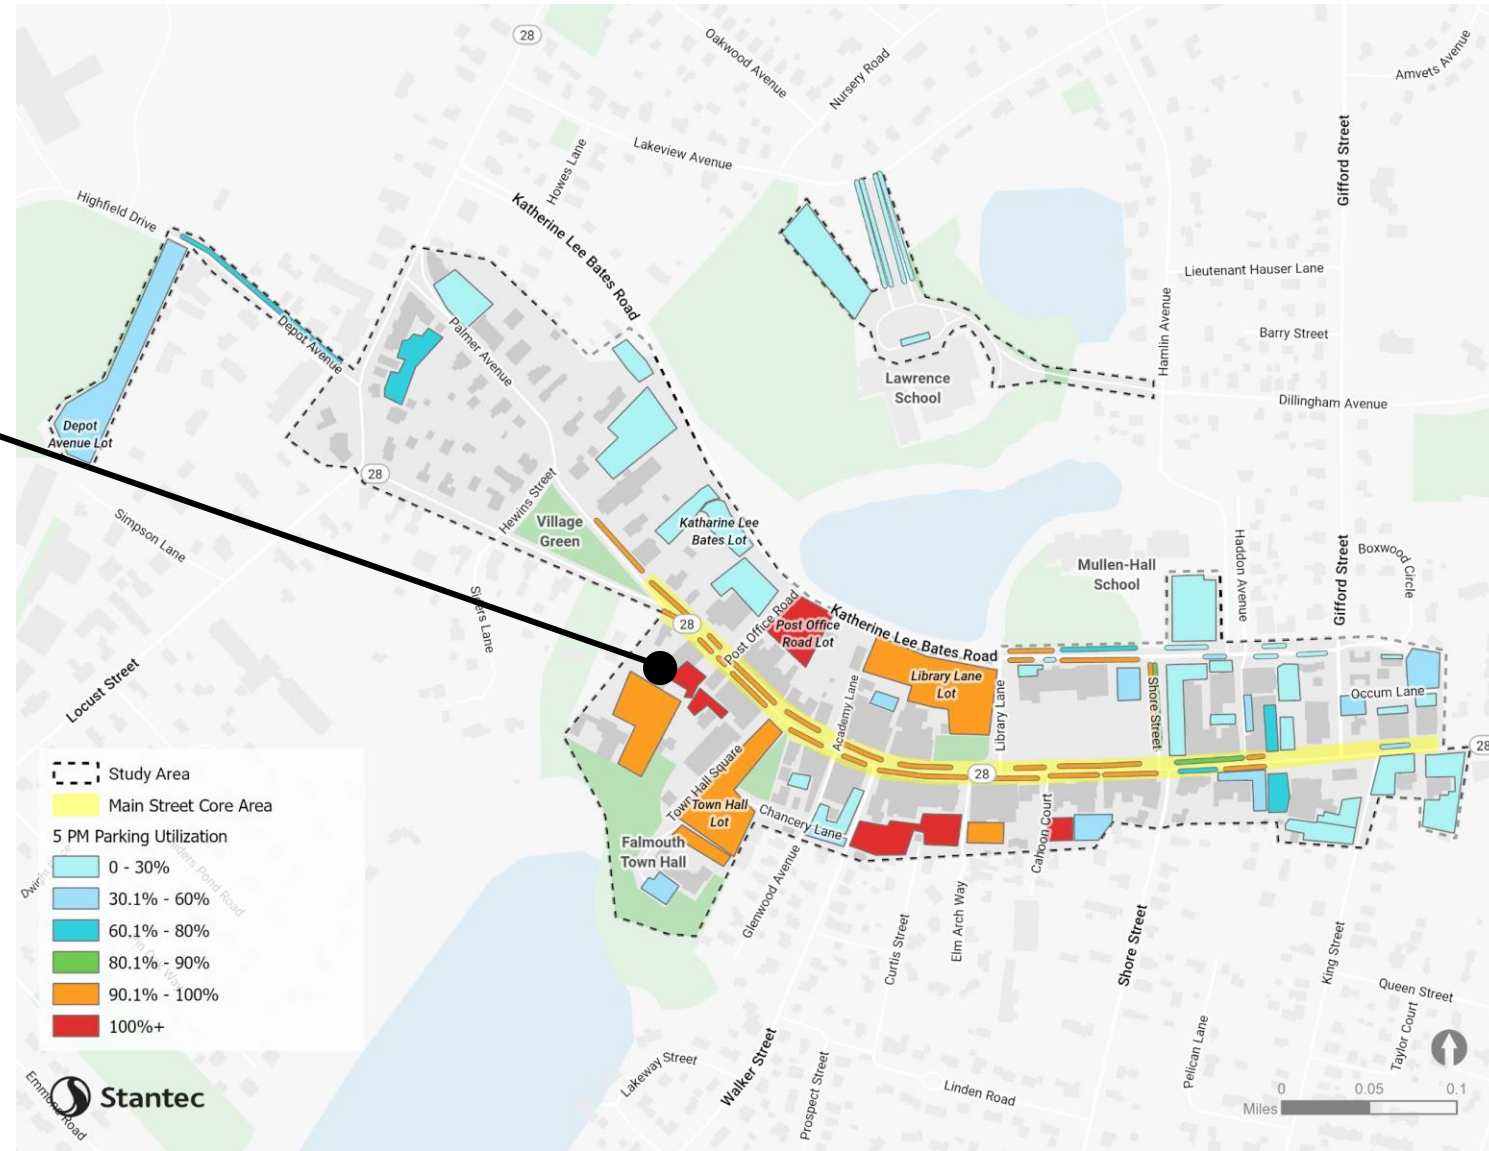 28
Oakwood Avenue
Nursery Road
Amvets Avenue
Gifford Street
Lakeview Avenue
Howes Lane
Highfield Drive
Katherine Lee Bates Road
Lieutenant Hauser Lane
Hamlin Avenue
Barry Street
Depot Avenue
Palmer Avenue
Lawrence
School
Dillingham Avenue
Depot
Avenue Lot
28
Hewins Street
Village
Green
Katharine Lee
Bates Lot
Simpson Lane
Mullen-Hall
School
Haddon Avenue
Gifford Street
Boxwood Circle
28
Post Office Road
Post Office
Road Lot
Katherine Lee Bates Road
Library Lane
Lot
Academy Lane
Library Lane
Shore Street
Occum Lane
Locust Street
28
28
Town Hall Square
Town Hall
Lot
Chancery Lane
Cahoon Court
Falmouth
Town Hall
Glenwood Avenue
Curtis Street
Elm Arch Way
Shore Street
King Street
Queen Street
Taylor Court
Pelican Lane
Walker Street
Lakeway Street
Prospect Street
Linden Road
Study Area
Main Street Core Area
5 PM Parking Utilization
0 - 30%
30.1% - 60%
60.1% - 80%
80.1% - 90%
90.1% - 100%
100%+
Stantec
0 0.05 0.1
Miles